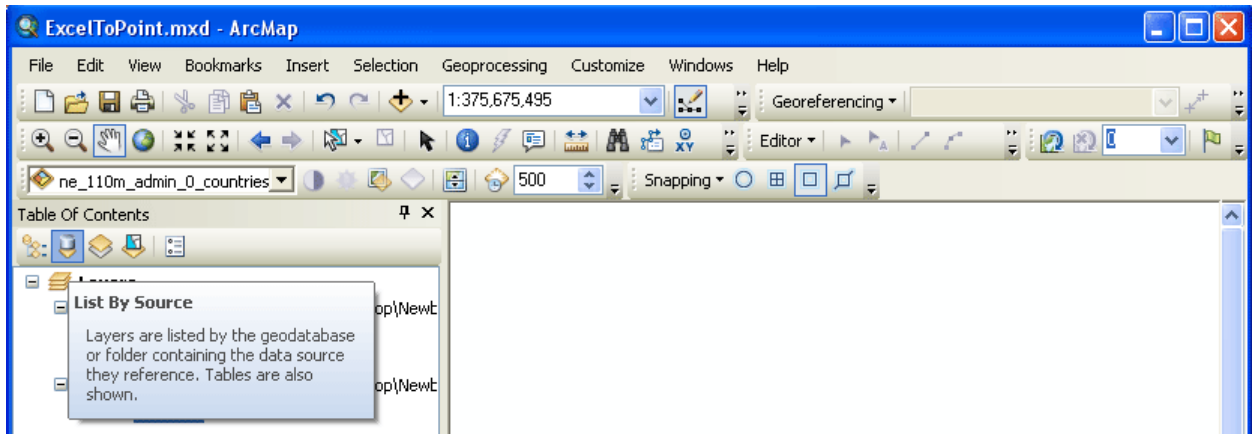 ExcelToPoint.mxd - ArcMap
File Edit View Bookmarks Insert Selection Geoprocessing Customize Windows Help
1:375,675,495 Georeferencing
Editor
ne_110m_admin_0_countries 500 Snapping
Table Of Contents
List By Source
op\Newb
Layers are listed by the geodatabase
or folder containing the data source
they reference. Tables are also
shown.
op\Newb